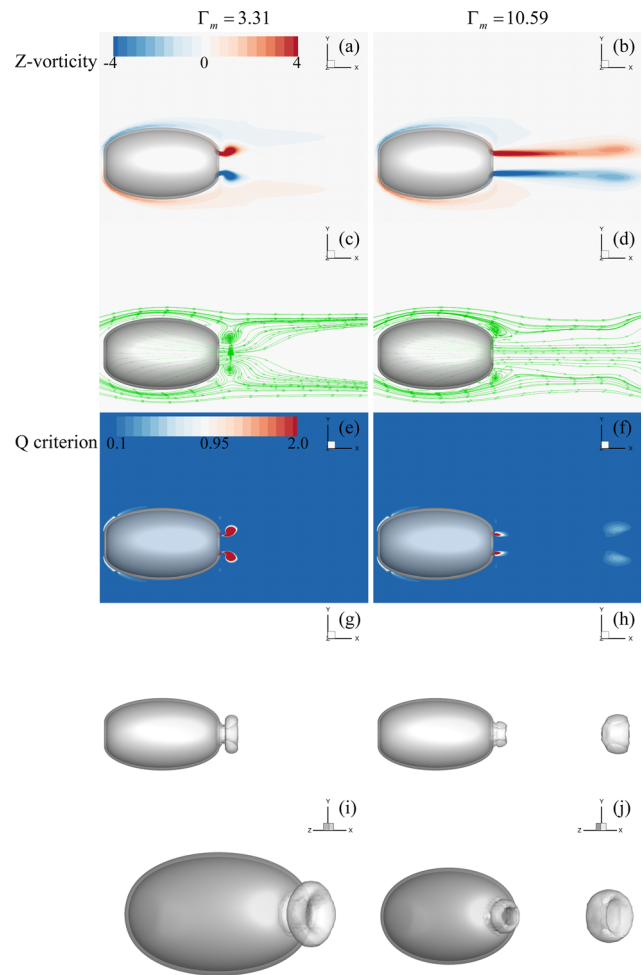 Γₘ = 3.31 Γₘ = 10.59
Z-vorticity -4 0 4 (a) Y Z X (b) Y Z X
(c) Y Z X (d) Y Z X
Q criterion 0.1 0.95 2.0 (e) Y Z X (f) Y Z X
(g) Y Z X (h) Y Z X
(i) Y Z X (j) Y Z X